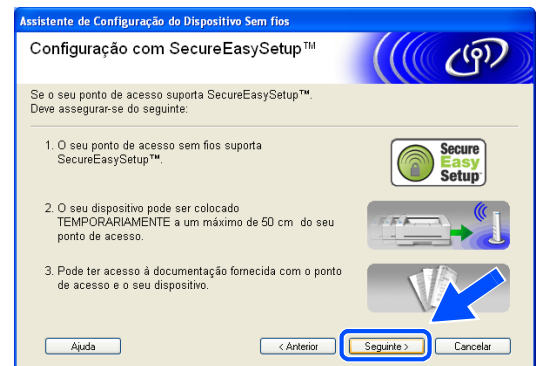 Assistente de Configuração do Dispositivo Sem fios
Configuração com SecureEasySetup™
Se o seu ponto de acesso suporta SecureEasySetup™.
Deve assegurar-se do seguinte:
1. O seu ponto de acesso sem fios suporta
SecureEasySetup™.
Secure
Easy
Setup
2. O seu dispositivo pode ser colocado
TEMPORARIAMENTE a um máximo de 50 cm do seu
ponto de acesso.
3. Pode ter acesso à documentação fornecida com o ponto
de acesso e o seu dispositivo.
Ajuda
< Anterior
Seguinte >
Cancelar